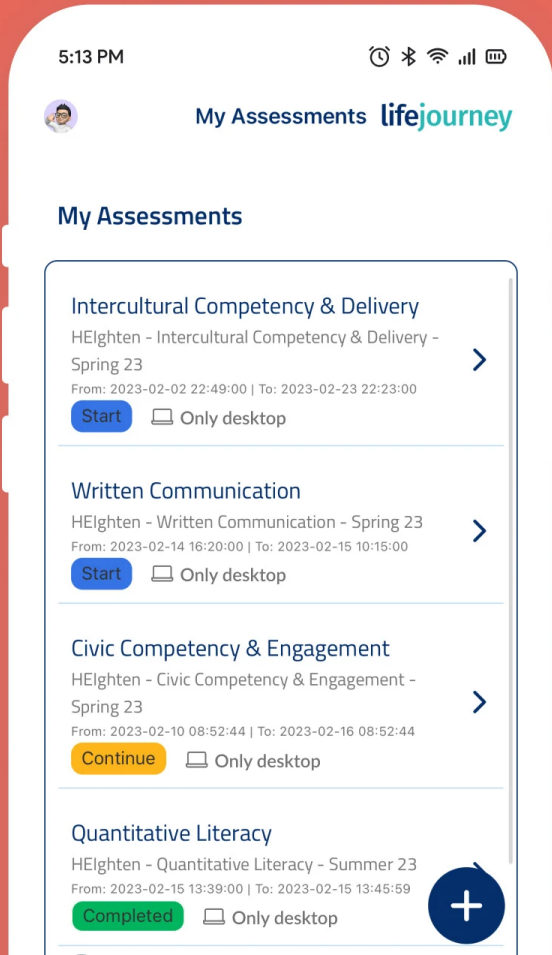 5:13 PM
My Assessments lifejourney
My Assessments
Intercultural Competency & Delivery
HEIghten - Intercultural Competency & Delivery -
Spring 23
From: 2023-02-02 22:49:00 | To: 2023-02-23 22:23:00
Start Only desktop
Written Communication
HEIghten - Written Communication - Spring 23
From: 2023-02-14 16:20:00 | To: 2023-02-15 10:15:00
Start Only desktop
Civic Competency & Engagement
HEIghten - Civic Competency & Engagement -
Spring 23
From: 2023-02-10 08:52:44 | To: 2023-02-16 08:52:44
Continue Only desktop
Quantitative Literacy
HEIghten - Quantitative Literacy - Summer 23
From: 2023-02-15 13:39:00 | To: 2023-02-15 13:45:59
Completed Only desktop